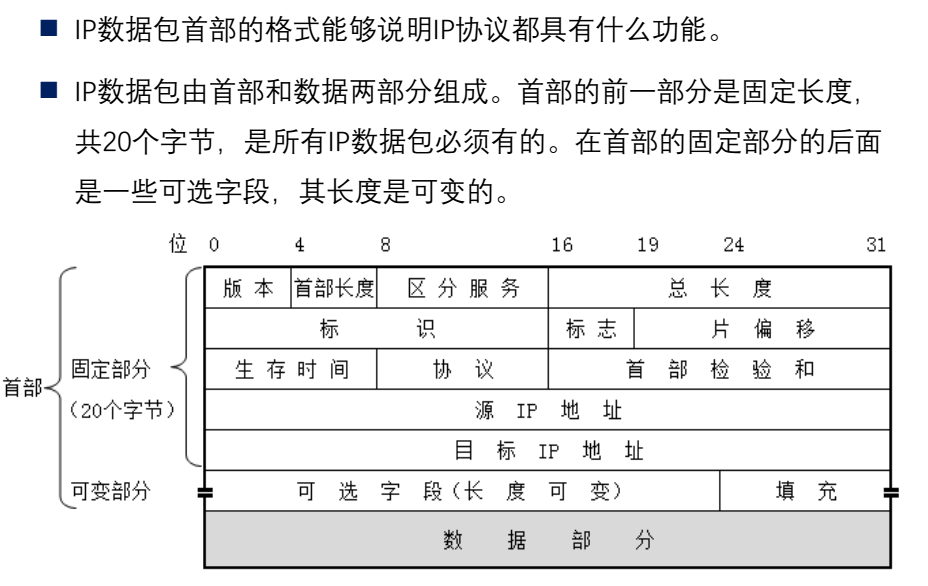 IP数据包首部的格式能够说明IP协议都具有什么功能。
IP数据包由首部和数据两部分组成。首部的前一部分是固定长度，
共20个字节，是所有IP数据包必须有的。在首部的固定部分的后面
是一些可选字段，其长度是可变的。
位 0 4 8 16 19 24 31
版本 首部长度 区分服务 总长度
标识 标志 片偏移
固定部分 生存时间 协议 首部检验和
首部
（20个字节） 源IP地址
目标IP地址
可变部分 可选字段(长度可变) 填充
数据部分